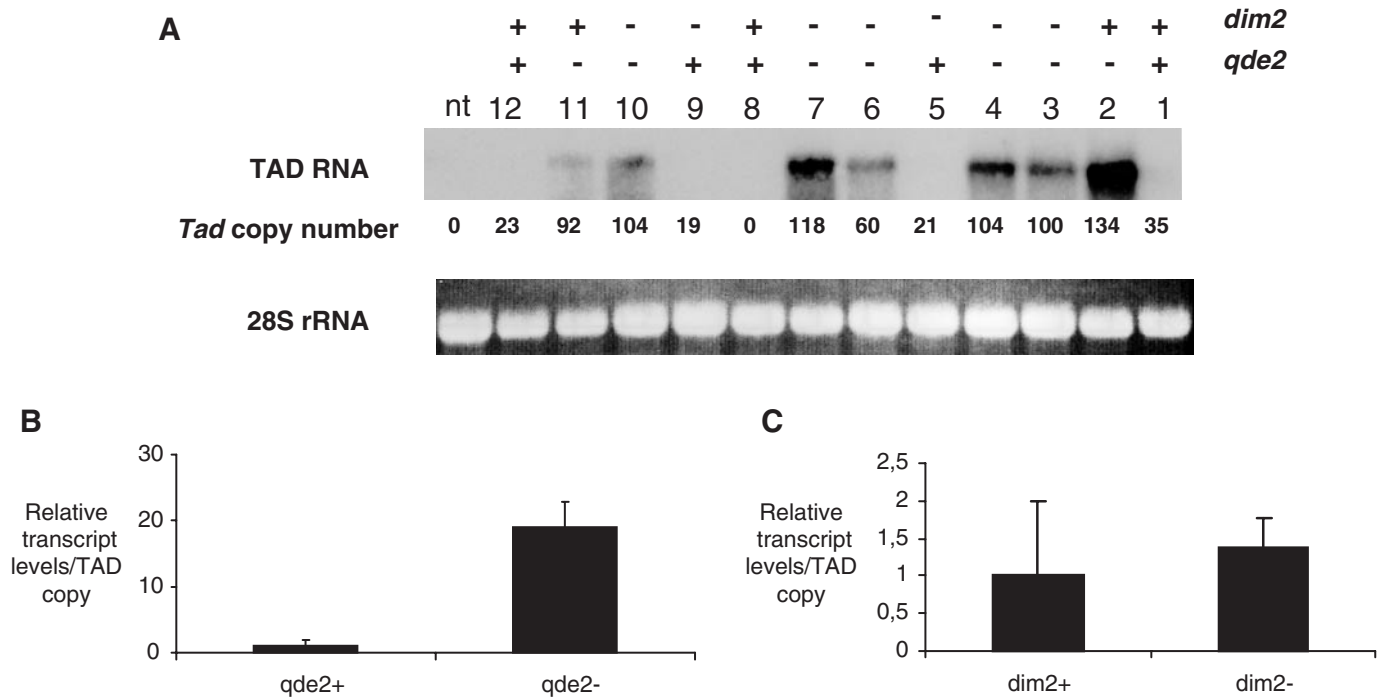 A
+ + - - + - - - - - + + dim2
+ - - + + - - + - - - + qde2
nt 12 11 10 9 8 7 6 5 4 3 2 1
TAD RNA
Tad copy number 0 23 92 104 19 0 118 60 21 104 100 134 35
28S rRNA
B
30
20
10
0
Relative
transcript
levels/TAD
copy
qde2+ qde2-
C
2,5
2
1,5
1
0,5
0
Relative
transcript
levels/TAD
copy
dim2+ dim2-